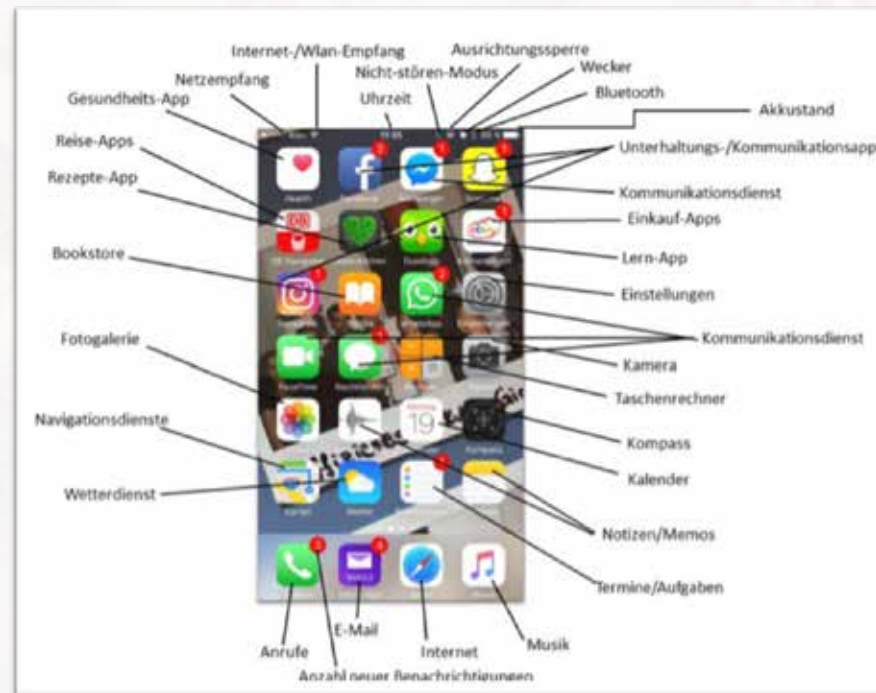 Internet-/Wlan-Empfang
Ausrichtungssperre
Netzempfang
Nicht-stören-Modus
Wecker
Gesundheits-App
Uhrzeit
Bluetooth
Akkustand
Reise-Apps
Unterhaltungs-/Kommunikationsapp
Rezepte-App
Kommunikationsdienst
Einkauf-Apps
Bookstore
Lern-App
Einstellungen
Fotogalerie
Kommunikationsdienst
Kamera
Taschenrechner
Navigationsdienste
19
Kompass
Kalender
Wetterdienst
Notizen/Memos
Termine/Aufgaben
E-Mail
Anrufe
Internet
Musik
Anzahl neuer Benachrichtigungen